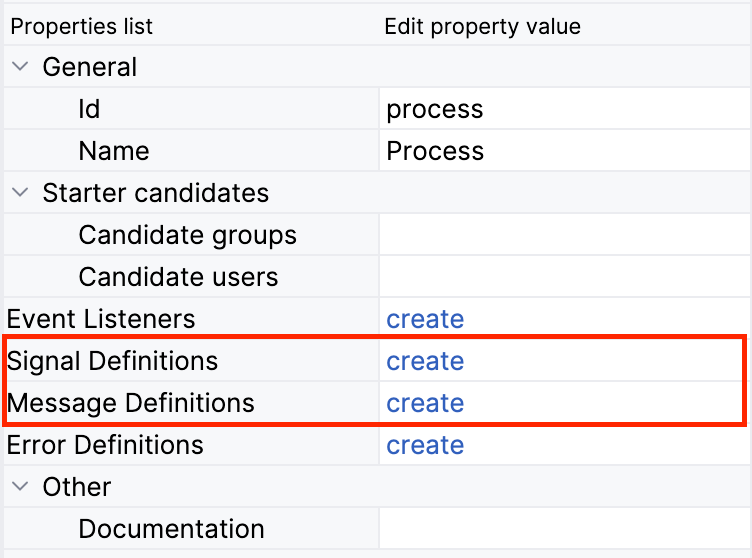 Properties list Edit property value
General
Id process
Name Process
Starter candidates
Candidate groups
Candidate users
Event Listeners create
Signal Definitions create
Message Definitions create
Error Definitions create
Other
Documentation